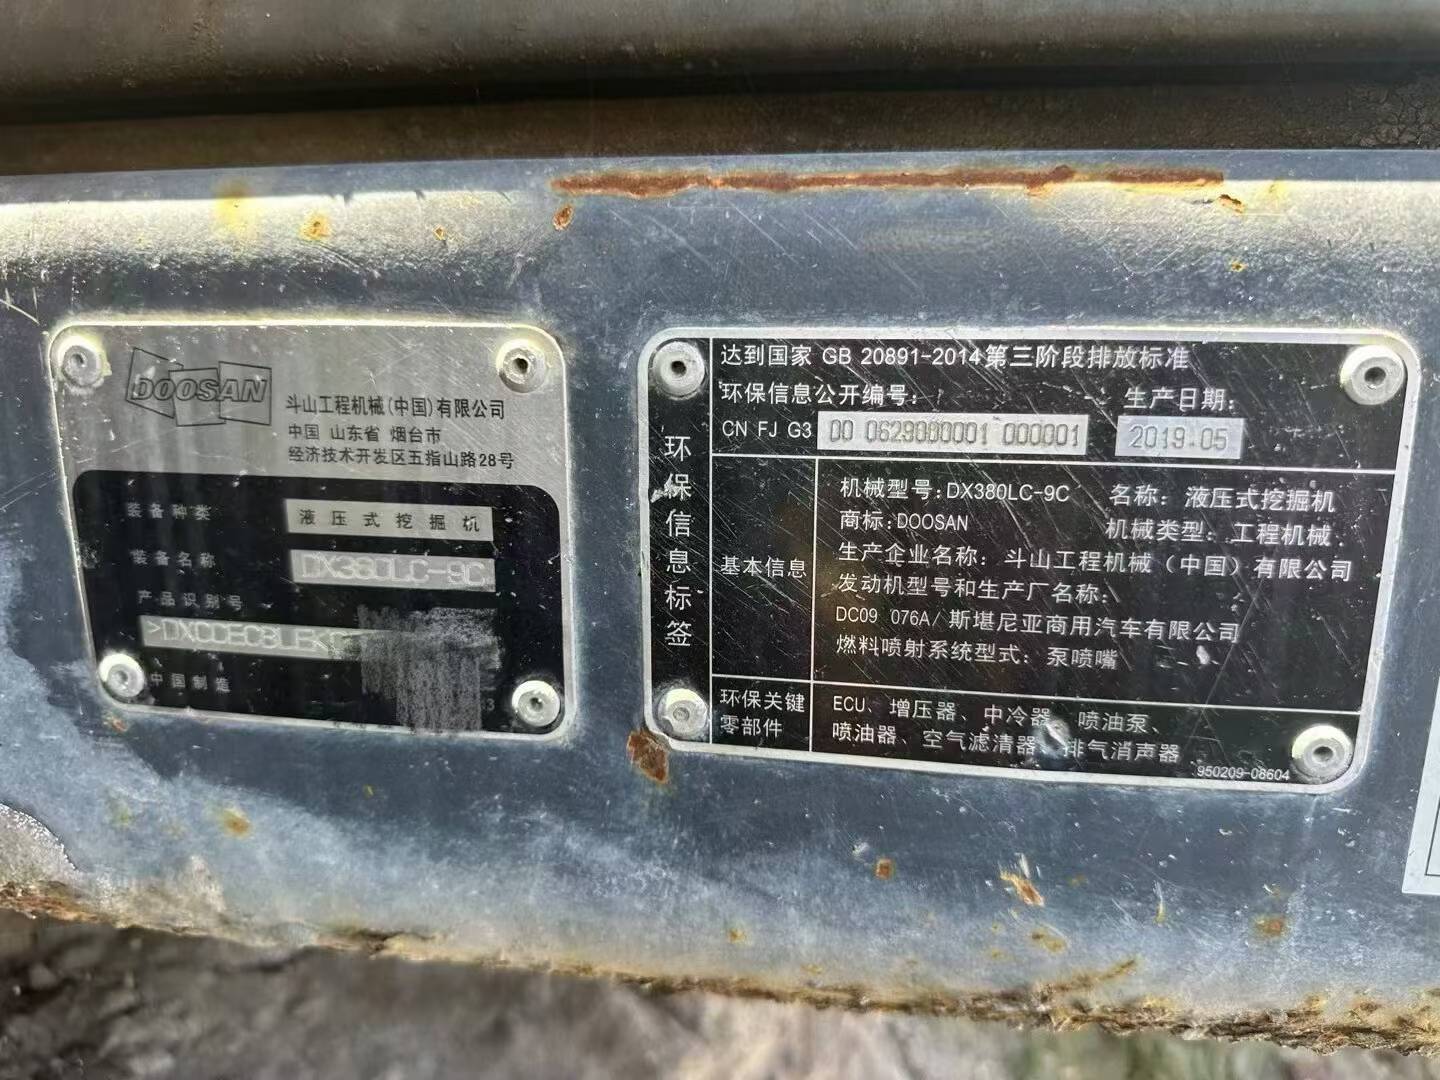 DOOSAN
斗山工程机械(中国)有限公司
中国 山东省 烟台市
经济技术开发区五指山路28号
装备种类 液压式挖掘机
装备名称 DX380LC-9C
产品识别号
中国制造
达到国家 GB 20891-2014第三阶段排放标准
环保信息公开编号: 生产日期:
CN FJ G3 00 0629000001 000001 2019-05
环保信息标签
基本信息
机械型号:DX380LC-9C 名称: 液压式挖掘机
商标:DOOSAN 机械类型: 工程机械
生产企业名称: 斗山工程机械(中国)有限公司
发动机型号和生产厂名称:
DC09 076A/斯堪尼亚商用汽车有限公司
燃料喷射系统型式: 泵喷嘴
环保关键
零部件
ECU、增压器、中冷器、喷油泵、
喷油器、空气滤清器、排气消声器
950209-08604